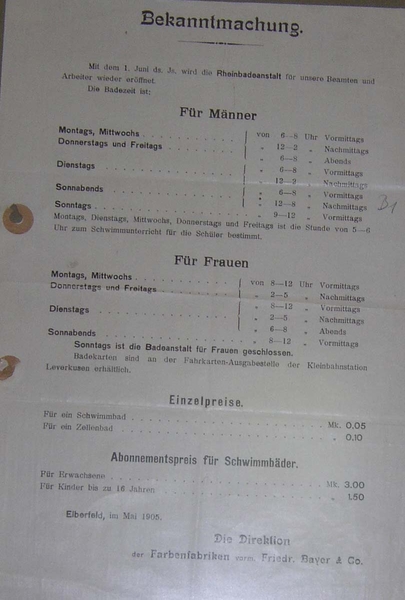 Bekanntmachung.
Mit dem 1. Juni ds. Js. wird die Rheinbadeanstalt für unsere Beamten und
Arbeiter wieder eröffnet.
Die Badezeit ist:
Für Männer
Montags, Mittwochs . . . . . . . . . . von 6—8 Uhr Vormittags
Donnerstags und Freitags . . . . . . . . „ 12—2 „ Nachmittags
„ 6—8 „ Abends
Dienstags . . . . . . . . . . . . . „ 6—8 „ Vormittags
„ 12—2 „ Nachmittags
Sonnabends . . . . . . . . . . . . „ 6—8 „ Vormittags
„ 12—8 „ Nachmittags
Sonntags . . . . . . . . . . . . . „ 9—12 „ Vormittags
B1
Montags, Dienstags, Mittwochs, Donnerstags und Freitags ist die Stunde von 5—6
Uhr zum Schwimmunterricht für die Schüler bestimmt.
Für Frauen
Montags, Mittwochs . . . . . . . . . . von 8—12 Uhr Vormittags
Donnerstags und Freitags . . . . . . . . „ 2—5 „ Nachmittags
Dienstags . . . . . . . . . . . . . „ 8—12 „ Vormittags
„ 2—5 „ Nachmittags
„ 6—8 „ Abends
Sonnabends . . . . . . . . . . . . „ 8—12 „ Vormittags
Sonntags ist die Badeanstalt für Frauen geschlossen.
Badekarten sind an der Fahrkarten-Ausgabestelle der Kleinbahnstation
Leverkusen erhältlich.
Einzelpreise.
Für ein Schwimmbad . . . . . . . . . . . . . . . . Mk. 0.05
Für ein Zellenbad . . . . . . . . . . . . . . . . „ 0.10
Abonnementspreis für Schwimmbäder.
Für Erwachsene . . . . . . . . . . . . . . . . Mk. 3.00
Für Kinder bis zu 16 Jahren . . . . . . . . . . . . „ 1.50
Elberfeld, im Mai 1905.
Die Direktion
der Farbenfabriken vorm. Friedr. Bayer & Co.